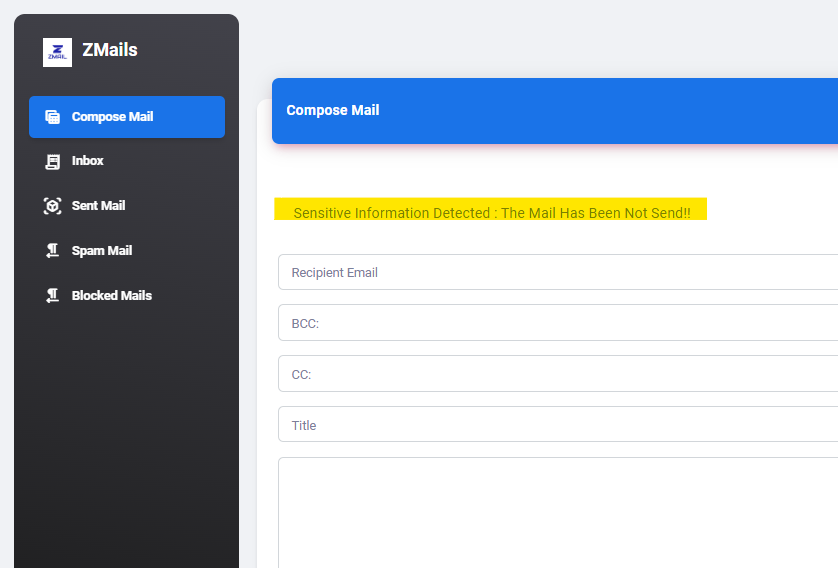 ZMails
Z
ZMAIL
Compose Mail
Inbox
Sent Mail
Spam Mail
Blocked Mails
Compose Mail
Sensitive Information Detected : The Mail Has Been Not Send!!
Recipient Email
BCC:
CC:
Title